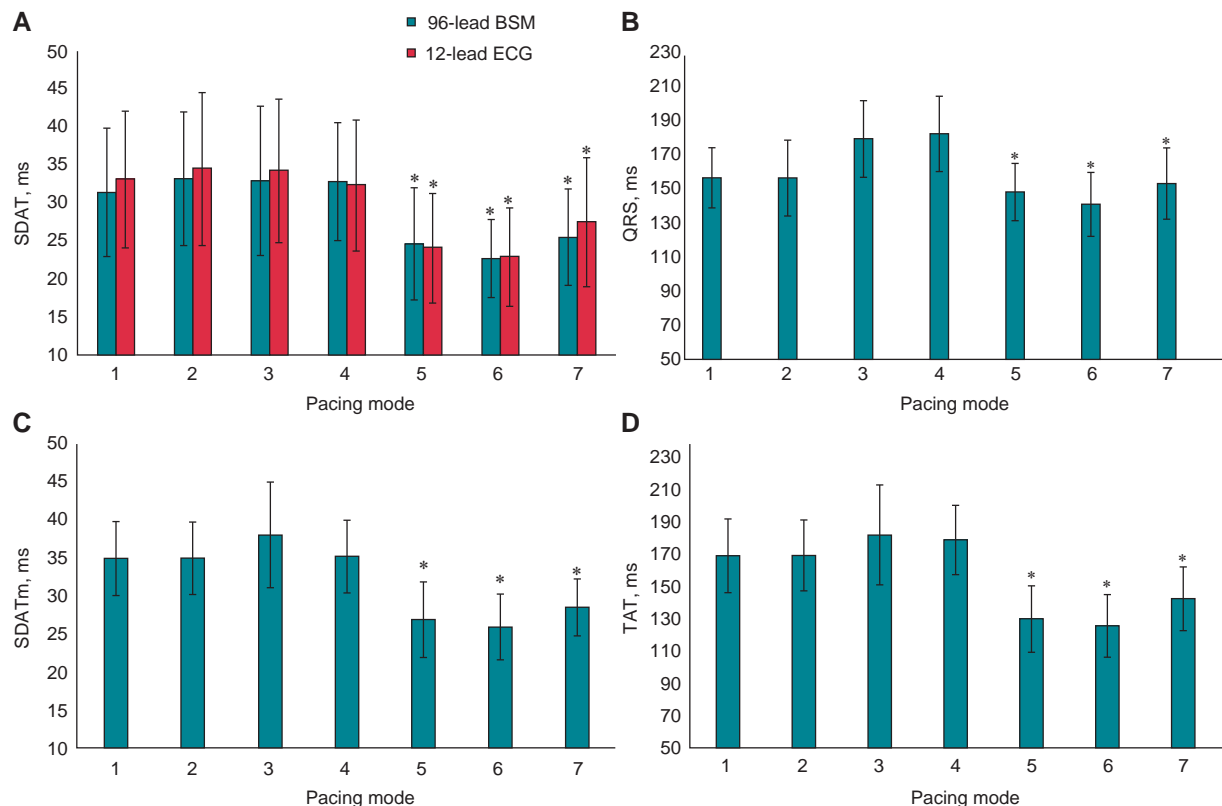 A
96-lead BSM
12-lead ECG
SDAT, ms
50
45
40
35
30
25
20
15
10
* * * * * *
1 2 3 4 5 6 7
Pacing mode
B
QRS, ms
230
210
190
170
150
130
110
90
70
50
* * *
1 2 3 4 5 6 7
Pacing mode
C
SDATm, ms
50
45
40
35
30
25
20
15
10
* * *
1 2 3 4 5 6 7
Pacing mode
D
TAT, ms
230
210
190
170
150
130
110
90
70
50
* * *
1 2 3 4 5 6 7
Pacing mode